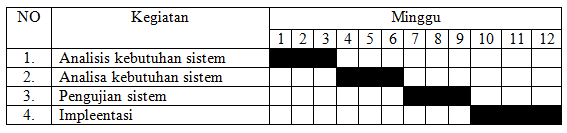 NO Kegiatan Minggu
1 2 3 4 5 6 7 8 9 10 11 12
1. Analisis kebutuhan sistem
2. Analisa kebutuhan sistem
3. Pengujian sistem
4. Impleentasi